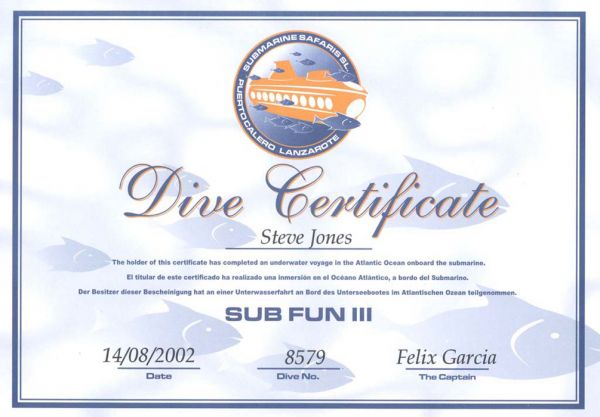 SUBMARINE SAFARIS SL.
PUERTO CALERO LANZAROTE
Dive Certificate
Steve Jones
The holder of this certificate has completed an underwater voyage in the Atlantic Ocean onboard the submarine.
El titular de este certificado ha realizado una inmersión en el Océano Atlántico, a bordo del Submarino.
Der Besitzer dieser Bescheinigung hat an einer Unterwasserfahrt an Bord des Unterseebootes im Atlantischen Ozean teilgenommen.
SUB FUN III
14/08/2002 8579 Felix Garcia
Date Dive No. The Captain